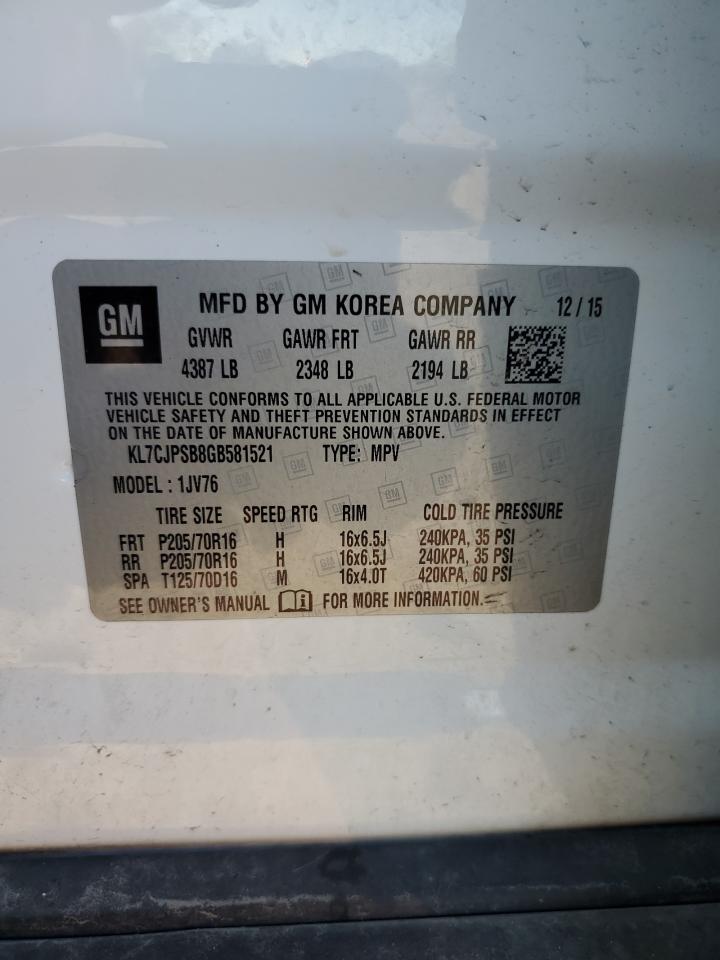 GM MFD BY GM KOREA COMPANY 12 / 15
GVWR GAWR FRT GAWR RR
4387 LB 2348 LB 2194 LB
THIS VEHICLE CONFORMS TO ALL APPLICABLE U.S. FEDERAL MOTOR
VEHICLE SAFETY AND THEFT PREVENTION STANDARDS IN EFFECT
ON THE DATE OF MANUFACTURE SHOWN ABOVE.
KL7CJPSB8GB581521 TYPE: MPV
MODEL : 1JV76
TIRE SIZE SPEED RTG RIM COLD TIRE PRESSURE
FRT P205/70R16 H 16x6.5J 240KPA, 35 PSI
RR P205/70R16 H 16x6.5J 240KPA, 35 PSI
SPA T125/70D16 M 16x4.0T 420KPA, 60 PSI
SEE OWNER'S MANUAL i FOR MORE INFORMATION.